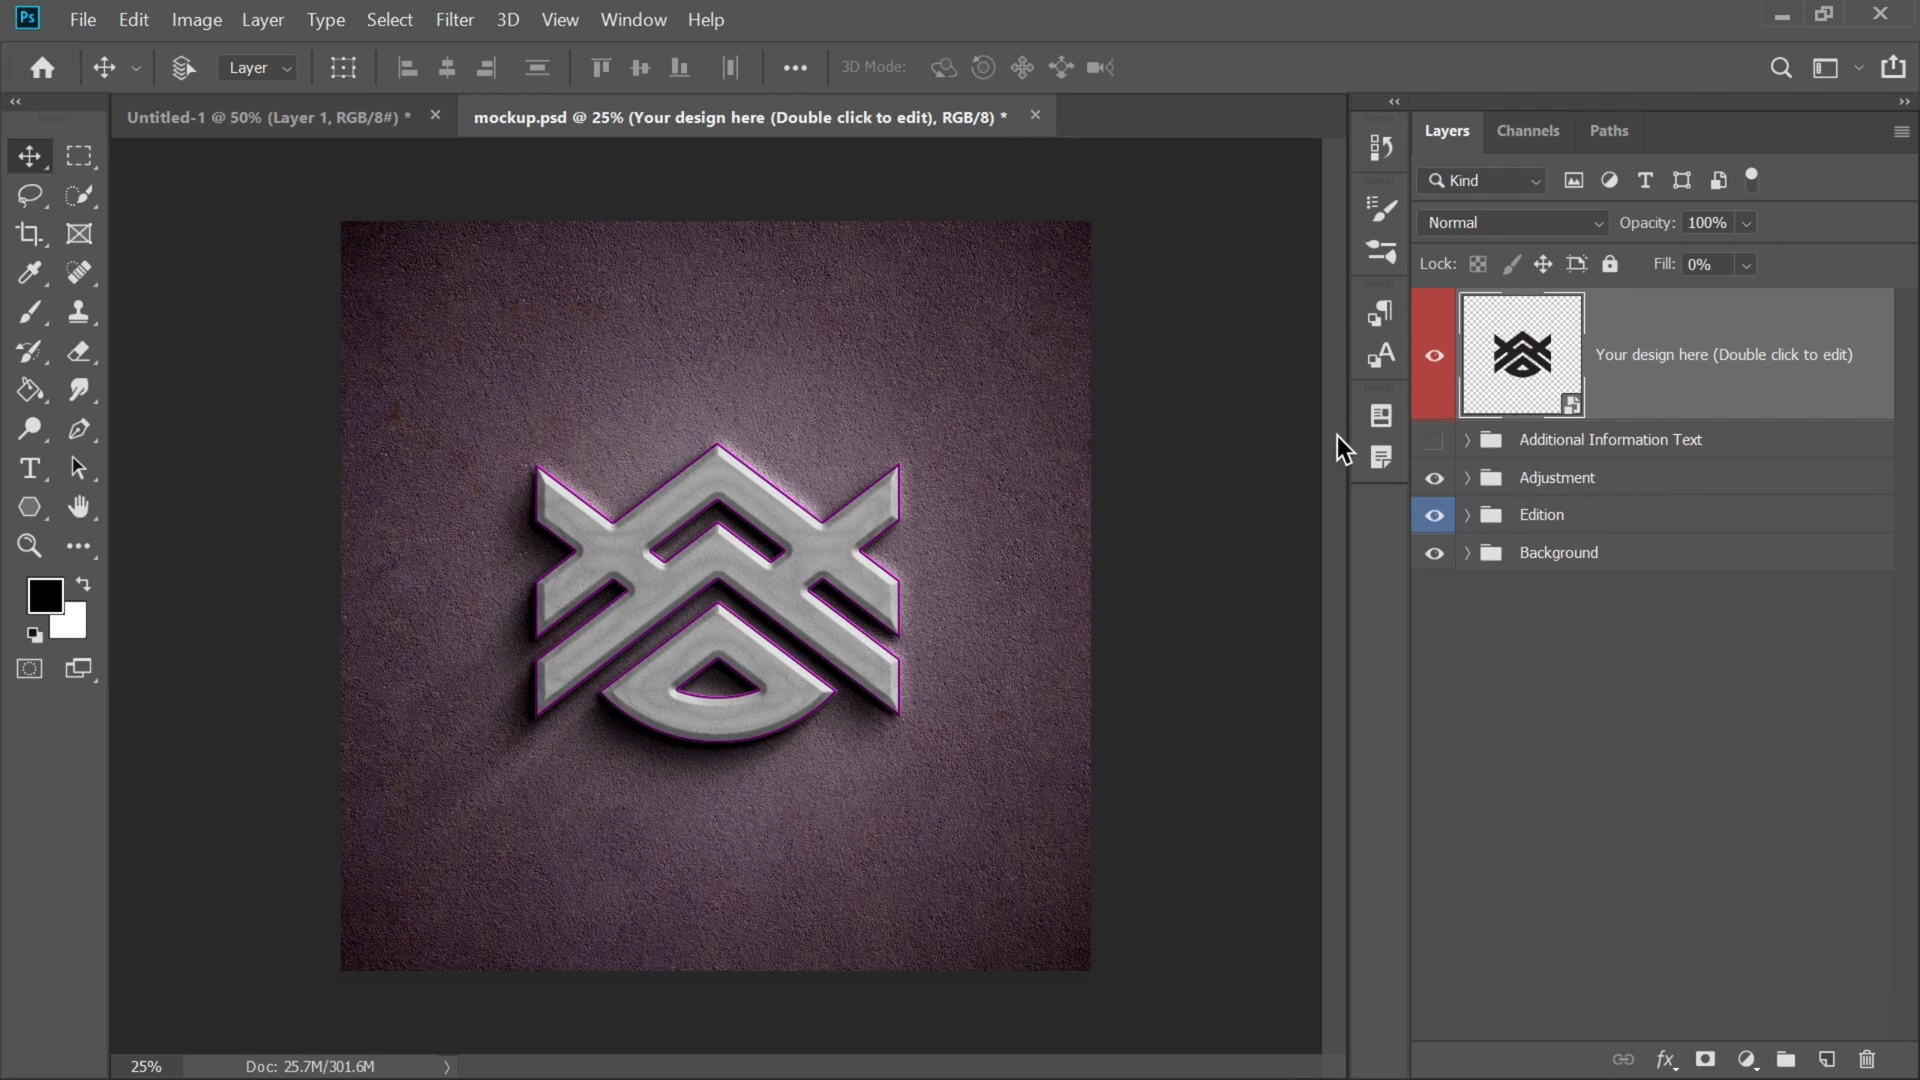 Ps File Edit Image Layer Type Select Filter 3D View Window Help
Layer 3D Mode:
Untitled-1 @ 50% (Layer 1, RGB/8#) * mockup.psd @ 25% (Your design here (Double click to edit), RGB/8) *
Layers Channels Paths
Kind
Normal Opacity: 100%
Lock: Fill: 0%
Your design here (Double click to edit)
Additional Information Text
Adjustment
Edition
Background
25% Doc: 25.7M/301.6M
fx